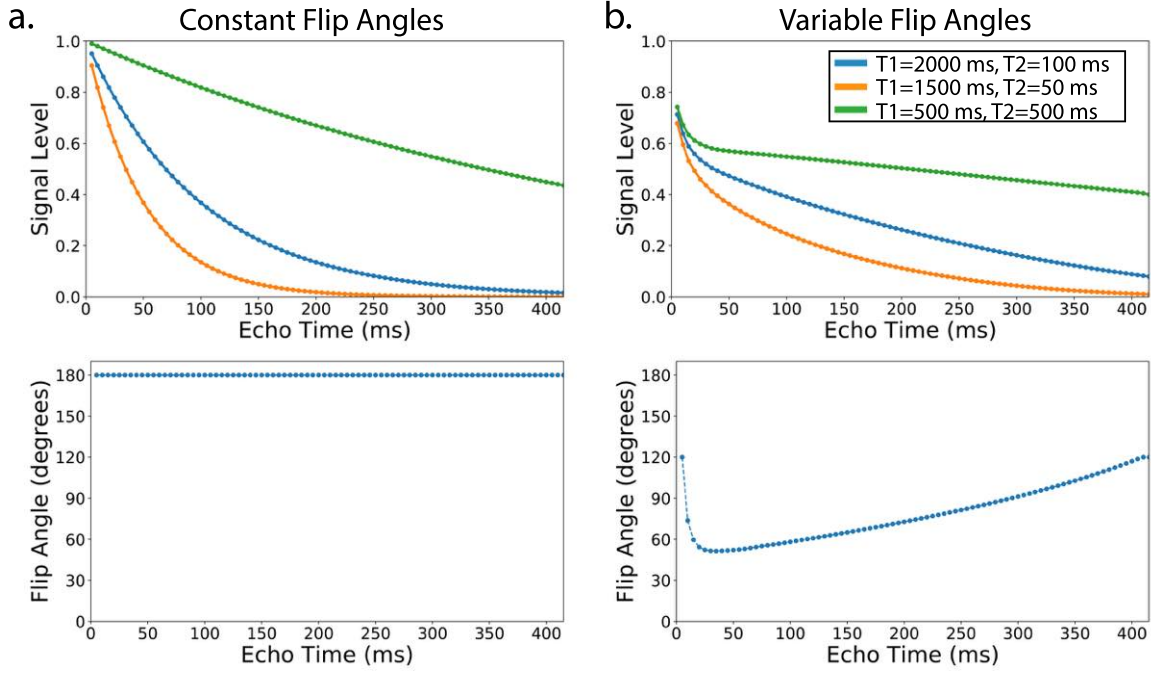 a.
Constant Flip Angles
1.0
0.8
0.6
0.4
0.2
0.0
Signal Level
0 50 100 150 200 250 300 350 400
Echo Time (ms)
180
150
120
90
60
30
0
Flip Angle (degrees)
0 50 100 150 200 250 300 350 400
Echo Time (ms)
b.
Variable Flip Angles
T1=2000 ms, T2=100 ms
T1=1500 ms, T2=50 ms
T1=500 ms, T2=500 ms
1.0
0.8
0.6
0.4
0.2
0.0
Signal Level
0 50 100 150 200 250 300 350 400
Echo Time (ms)
180
150
120
90
60
30
0
Flip Angle (degrees)
0 50 100 150 200 250 300 350 400
Echo Time (ms)